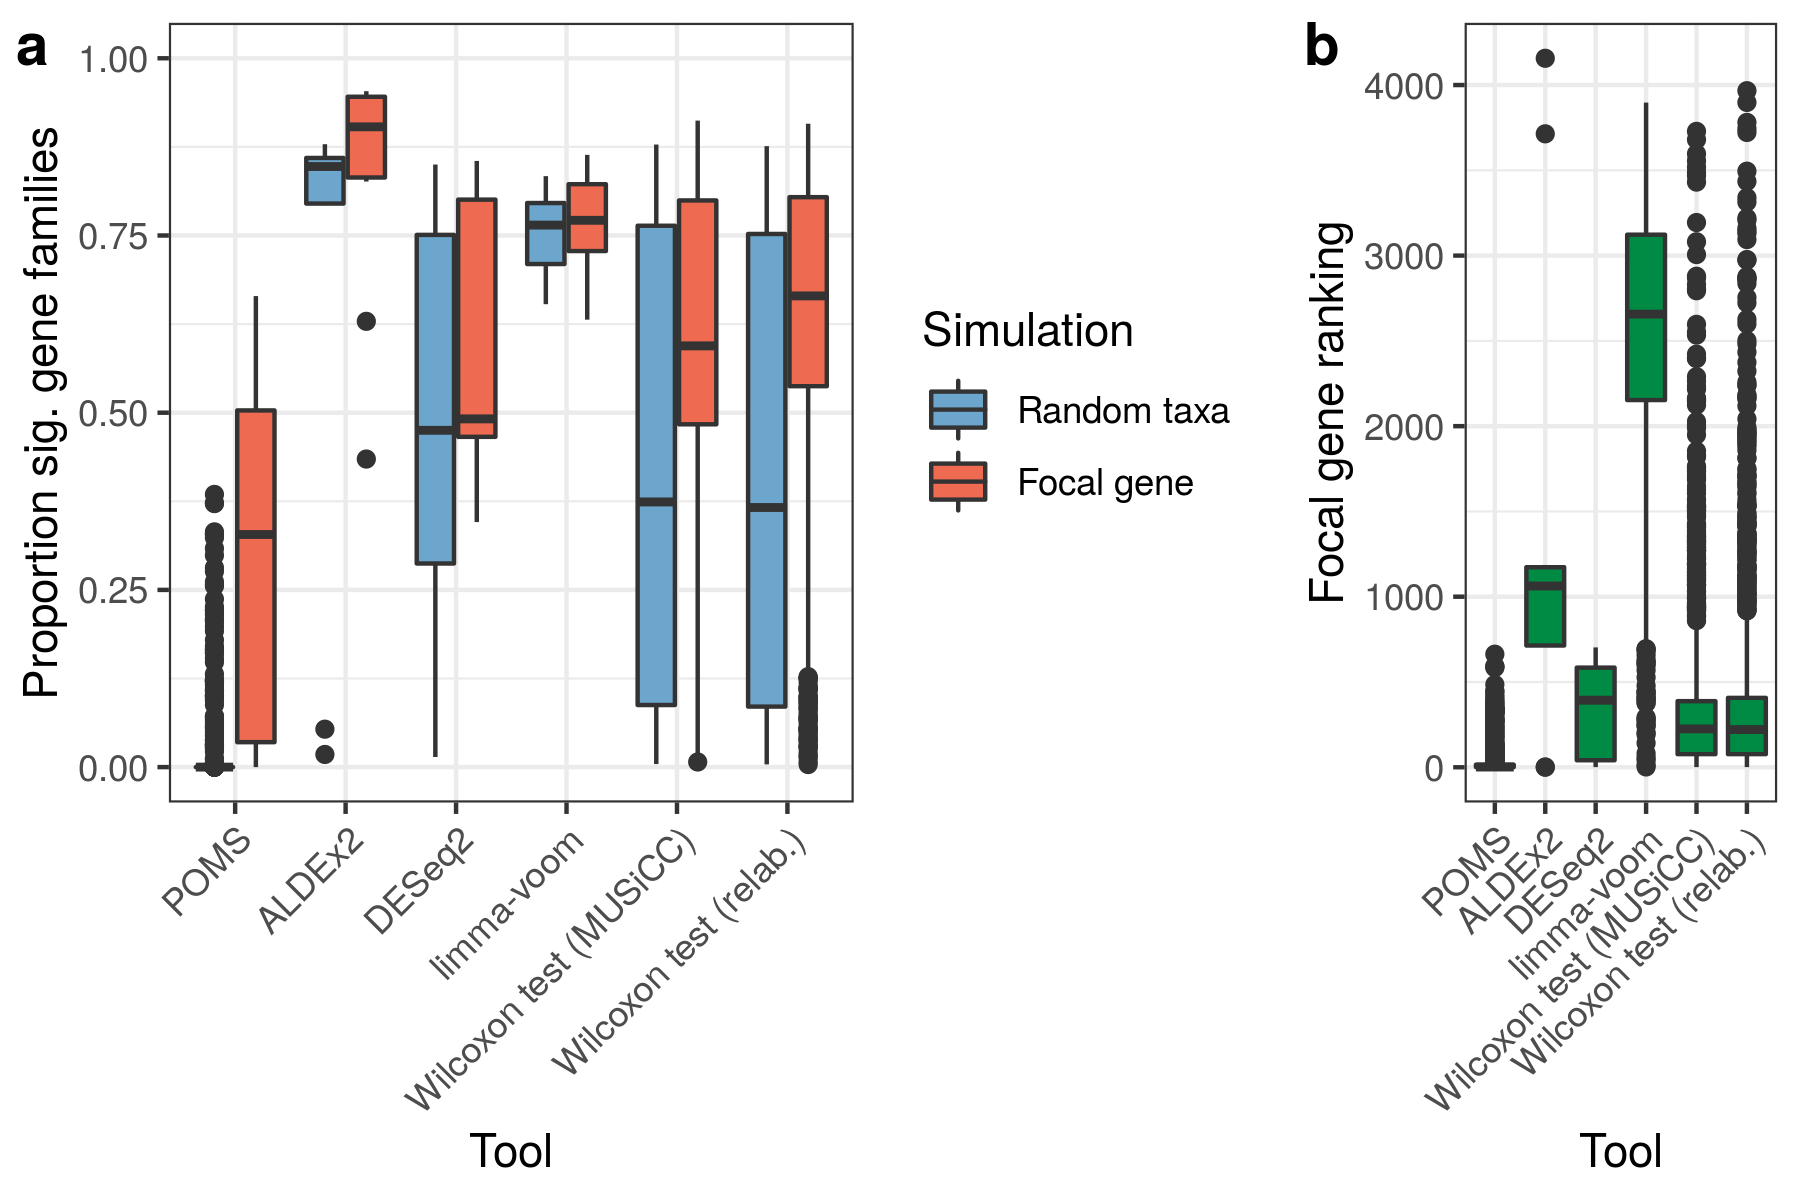 a
1.00
0.75
0.50
0.25
0.00
Proportion sig. gene families
POMS
ALDEx2
DESeq2
limma-voom
Wilcoxon test (MUSiCC)
Wilcoxon test (relab.)
Tool
Simulation
Random taxa
Focal gene
b
4000
3000
2000
1000
0
Focal gene ranking
POMS
ALDEx2
DESeq2
limma-voom
Wilcoxon test (MUSiCC)
Wilcoxon test (relab.)
Tool